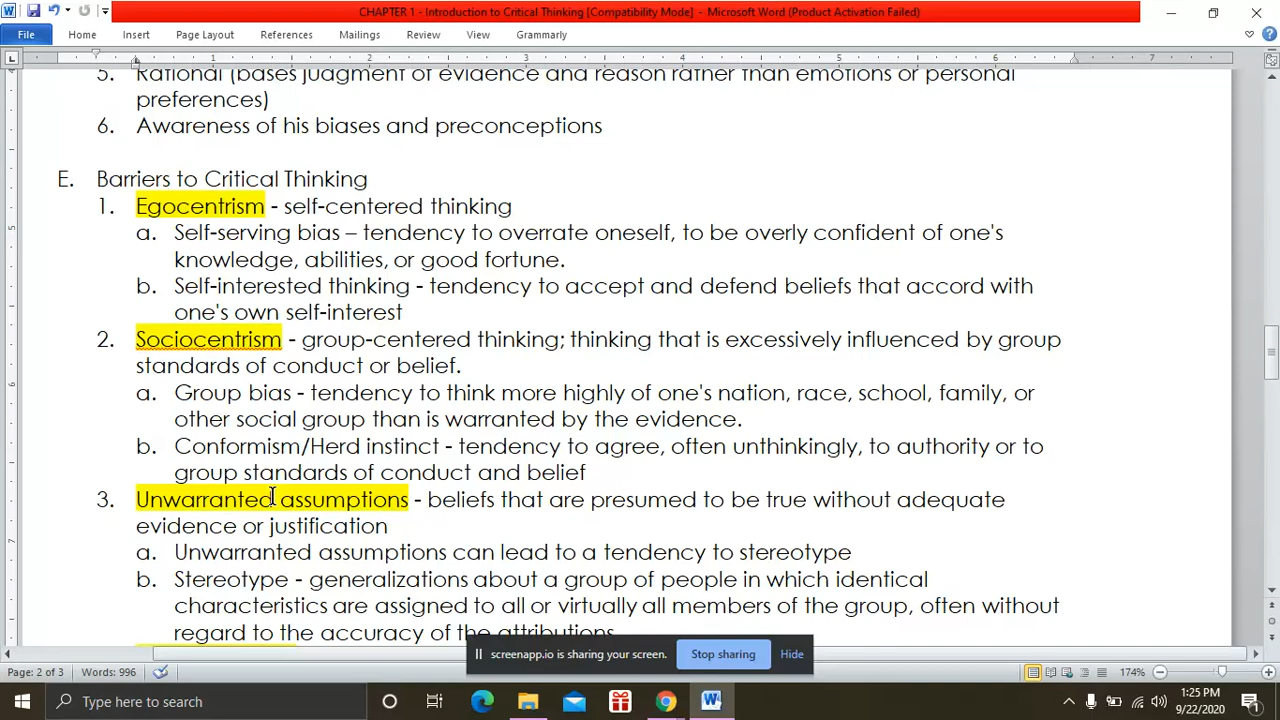 CHAPTER 1 - Introduction to Critical Thinking [Compatibility Mode] - Microsoft Word (Product Activation Failed)
File Home Insert Page Layout References Mailings Review View Grammarly
1 2 3 4 5 6 7
5. Rational (bases judgment of evidence and reason rather than emotions or personal
preferences)
6. Awareness of his biases and preconceptions
E. Barriers to Critical Thinking
1. Egocentrism - self-centered thinking
a. Self-serving bias – tendency to overrate oneself, to be overly confident of one's
knowledge, abilities, or good fortune.
b. Self-interested thinking - tendency to accept and defend beliefs that accord with
one's own self-interest
2. Sociocentrism - group-centered thinking; thinking that is excessively influenced by group
standards of conduct or belief.
a. Group bias - tendency to think more highly of one's nation, race, school, family, or
other social group than is warranted by the evidence.
b. Conformism/Herd instinct - tendency to agree, often unthinkingly, to authority or to
group standards of conduct and belief
3. Unwarranted assumptions - beliefs that are presumed to be true without adequate
evidence or justification
a. Unwarranted assumptions can lead to a tendency to stereotype
b. Stereotype - generalizations about a group of people in which identical
characteristics are assigned to all or virtually all members of the group, often without
regard to the accuracy of the attributions.
screenapp.io is sharing your screen. Stop sharing Hide
Page: 2 of 3 Words: 996 174%
Type here to search
1:25 PM
9/22/2020